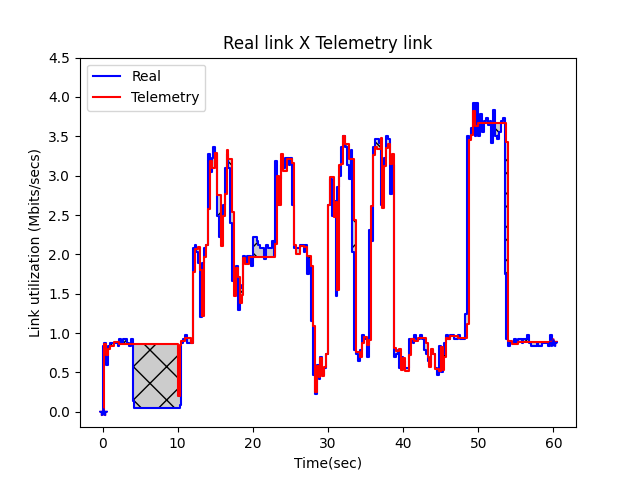 Real link X Telemetry link
Real
Telemetry
Link utilization (Mbits/secs)
4.5
4.0
3.5
3.0
2.5
2.0
1.5
1.0
0.5
0.0
0 10 20 30 40 50 60
Time(sec)